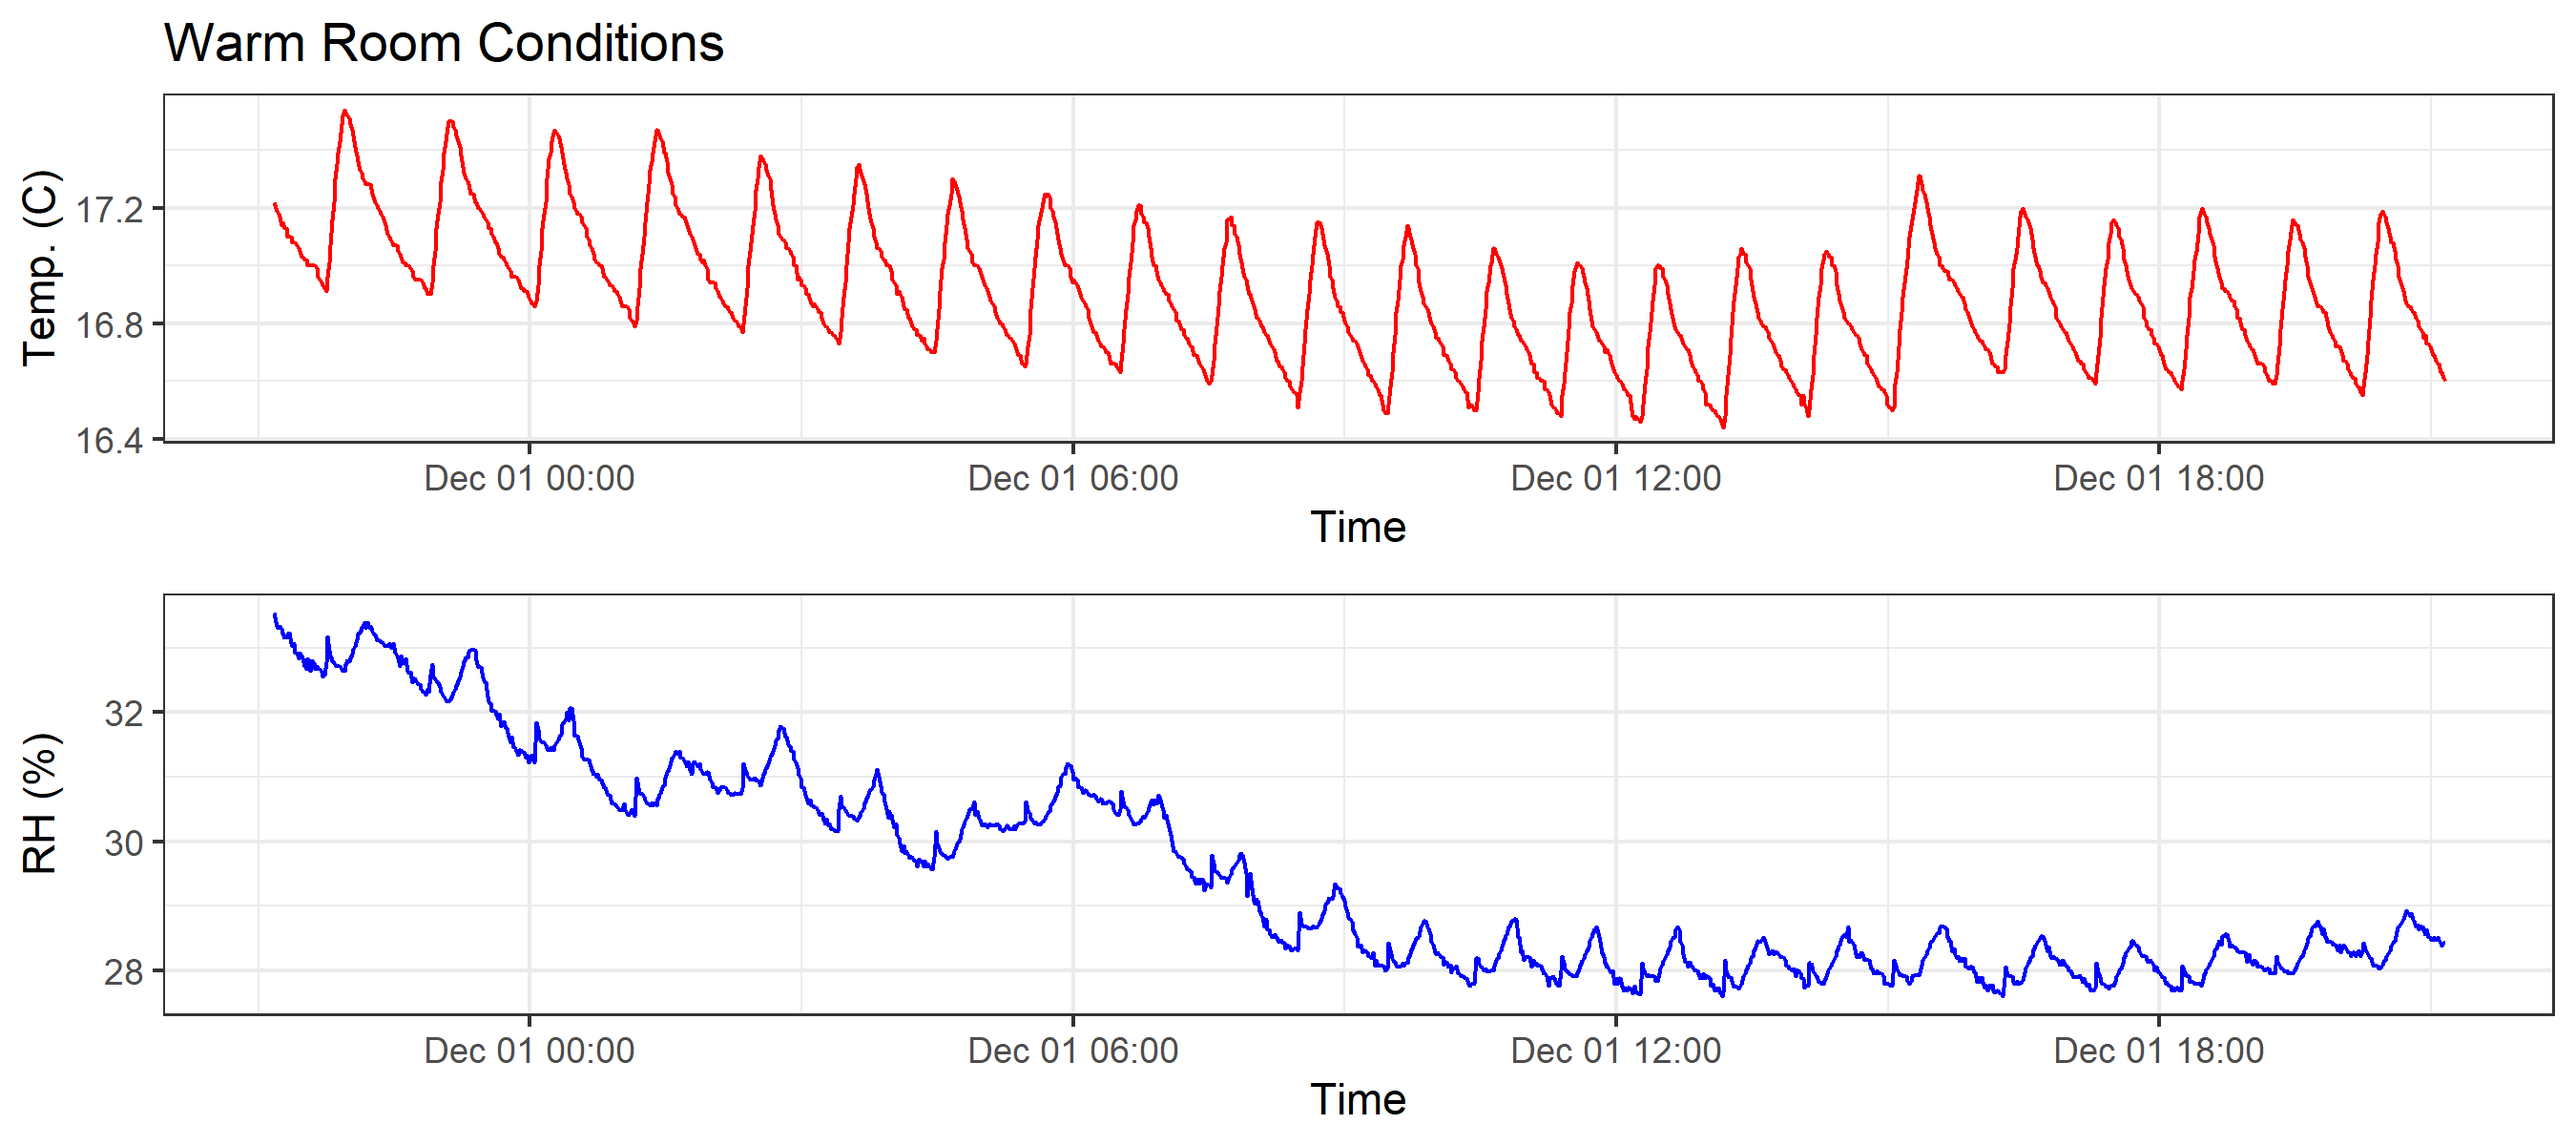 Warm Room Conditions
Temp. (C)
17.2
16.8
16.4
Dec 01 00:00 Dec 01 06:00 Dec 01 12:00 Dec 01 18:00
Time
RH (%)
32
30
28
Dec 01 00:00 Dec 01 06:00 Dec 01 12:00 Dec 01 18:00
Time